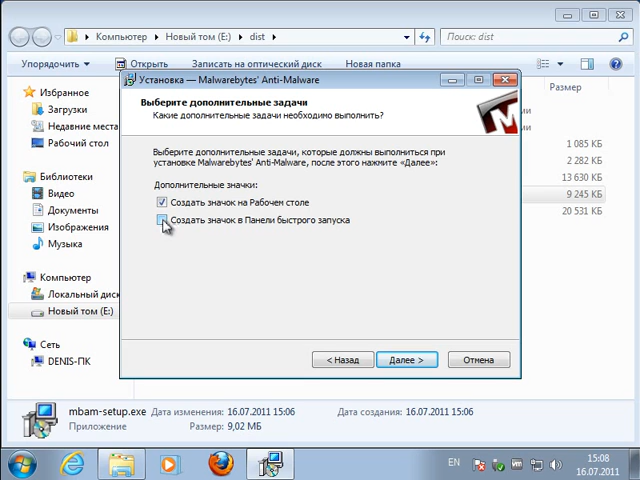 Компьютер
Новый том (E:)
dist
Поиск: dist
Упорядочить
Открыть
Записать на оптический диск
Новая папка
Избранное
Загрузки
Недавние места
Рабочий стол
Библиотеки
Видео
Документы
Изображения
Музыка
Компьютер
Локальный диск
Новый том (E:)
Сеть
DENIS-ПК
Размер
1 085 КБ
2 282 КБ
13 630 КБ
9 245 КБ
20 531 КБ
Установка — Malwarebytes' Anti-Malware
Выберите дополнительные задачи
Какие дополнительные задачи необходимо выполнить?
Выберите дополнительные задачи, которые должны выполниться при
установке Malwarebytes' Anti-Malware, после этого нажмите «Далее»:
Дополнительные значки:
Создать значок на Рабочем столе
Создать значок в Панели быстрого запуска
< Назад
Далее >
Отмена
mbam-setup.exe
Дата изменения: 16.07.2011 15:06
Дата создания: 16.07.2011 15:06
Приложение
Размер: 9,02 МБ
EN
15:08
16.07.2011